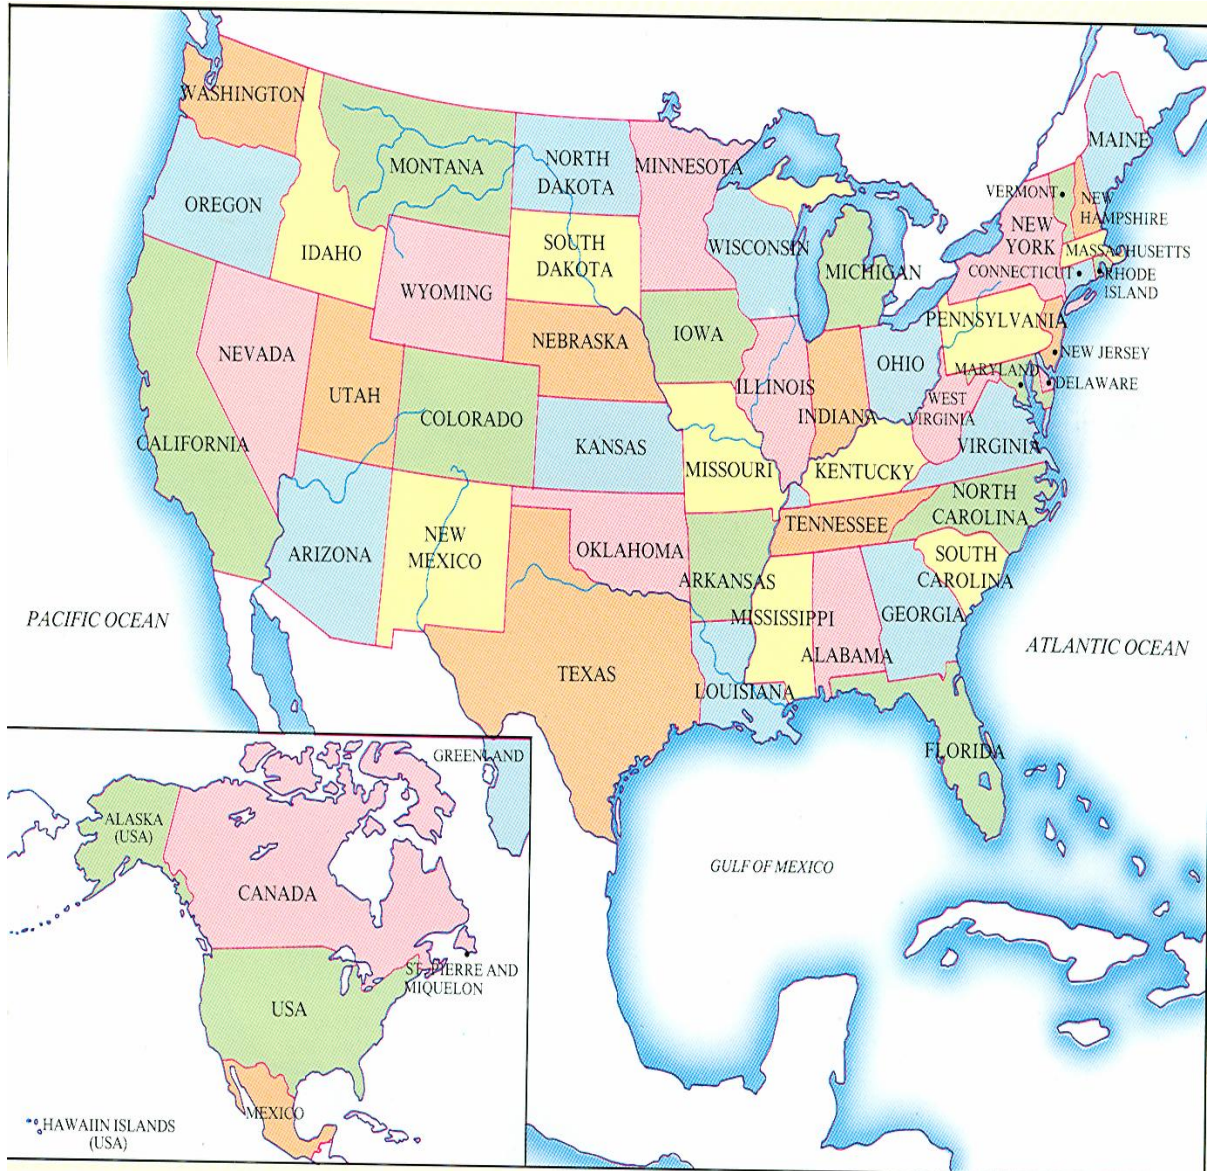 WASHINGTON
MONTANA
NORTH
DAKOTA
MINNESOTA
MAINE
OREGON
IDAHO
SOUTH
DAKOTA
WISCONSIN
MICHIGAN
VERMONT
NEW
HAMPSHIRE
NEW
YORK
MASSACHUSETTS
CONNECTICUT
RHODE
ISLAND
WYOMING
NEVADA
UTAH
NEBRASKA
IOWA
ILLINOIS
INDIANA
OHIO
PENNSYLVANIA
NEW JERSEY
MARYLAND
DELAWARE
WEST
VIRGINIA
VIRGINIA
CALIFORNIA
COLORADO
KANSAS
MISSOURI
KENTUCKY
ARIZONA
NEW
MEXICO
OKLAHOMA
ARKANSAS
TENNESSEE
NORTH
CAROLINA
SOUTH
CAROLINA
MISSISSIPPI
ALABAMA
GEORGIA
TEXAS
LOUISIANA
FLORIDA
PACIFIC OCEAN
ATLANTIC OCEAN
GULF OF MEXICO
GREENLAND
ALASKA
(USA)
CANADA
ST. PIERRE AND
MIQUELON
USA
MEXICO
HAWAIIN ISLANDS
(USA)